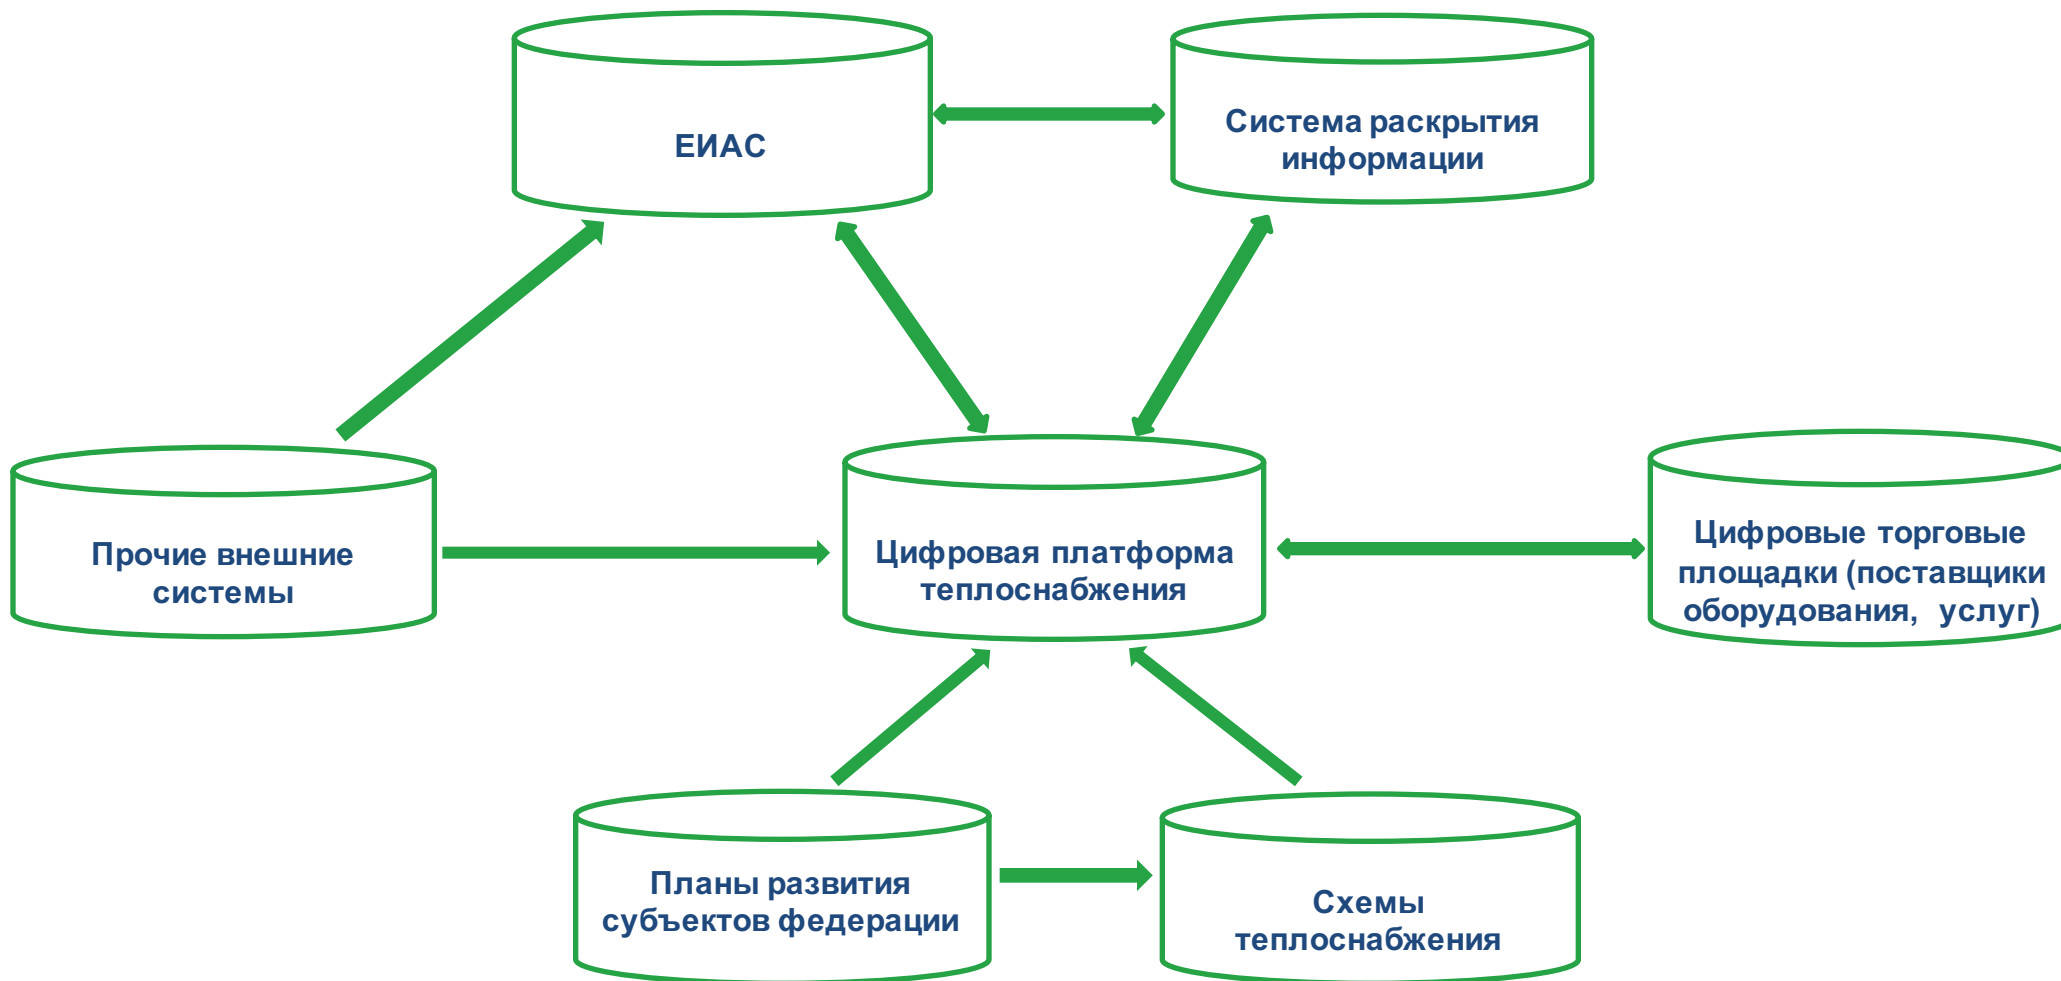 ЕИАС
Система раскрытия
информации
Прочие внешние
системы
Цифровая платформа
теплоснабжения
Цифровые торговые
площадки (поставщики
оборудования, услуг)
Планы развития
субъектов федерации
Схемы
теплоснабжения